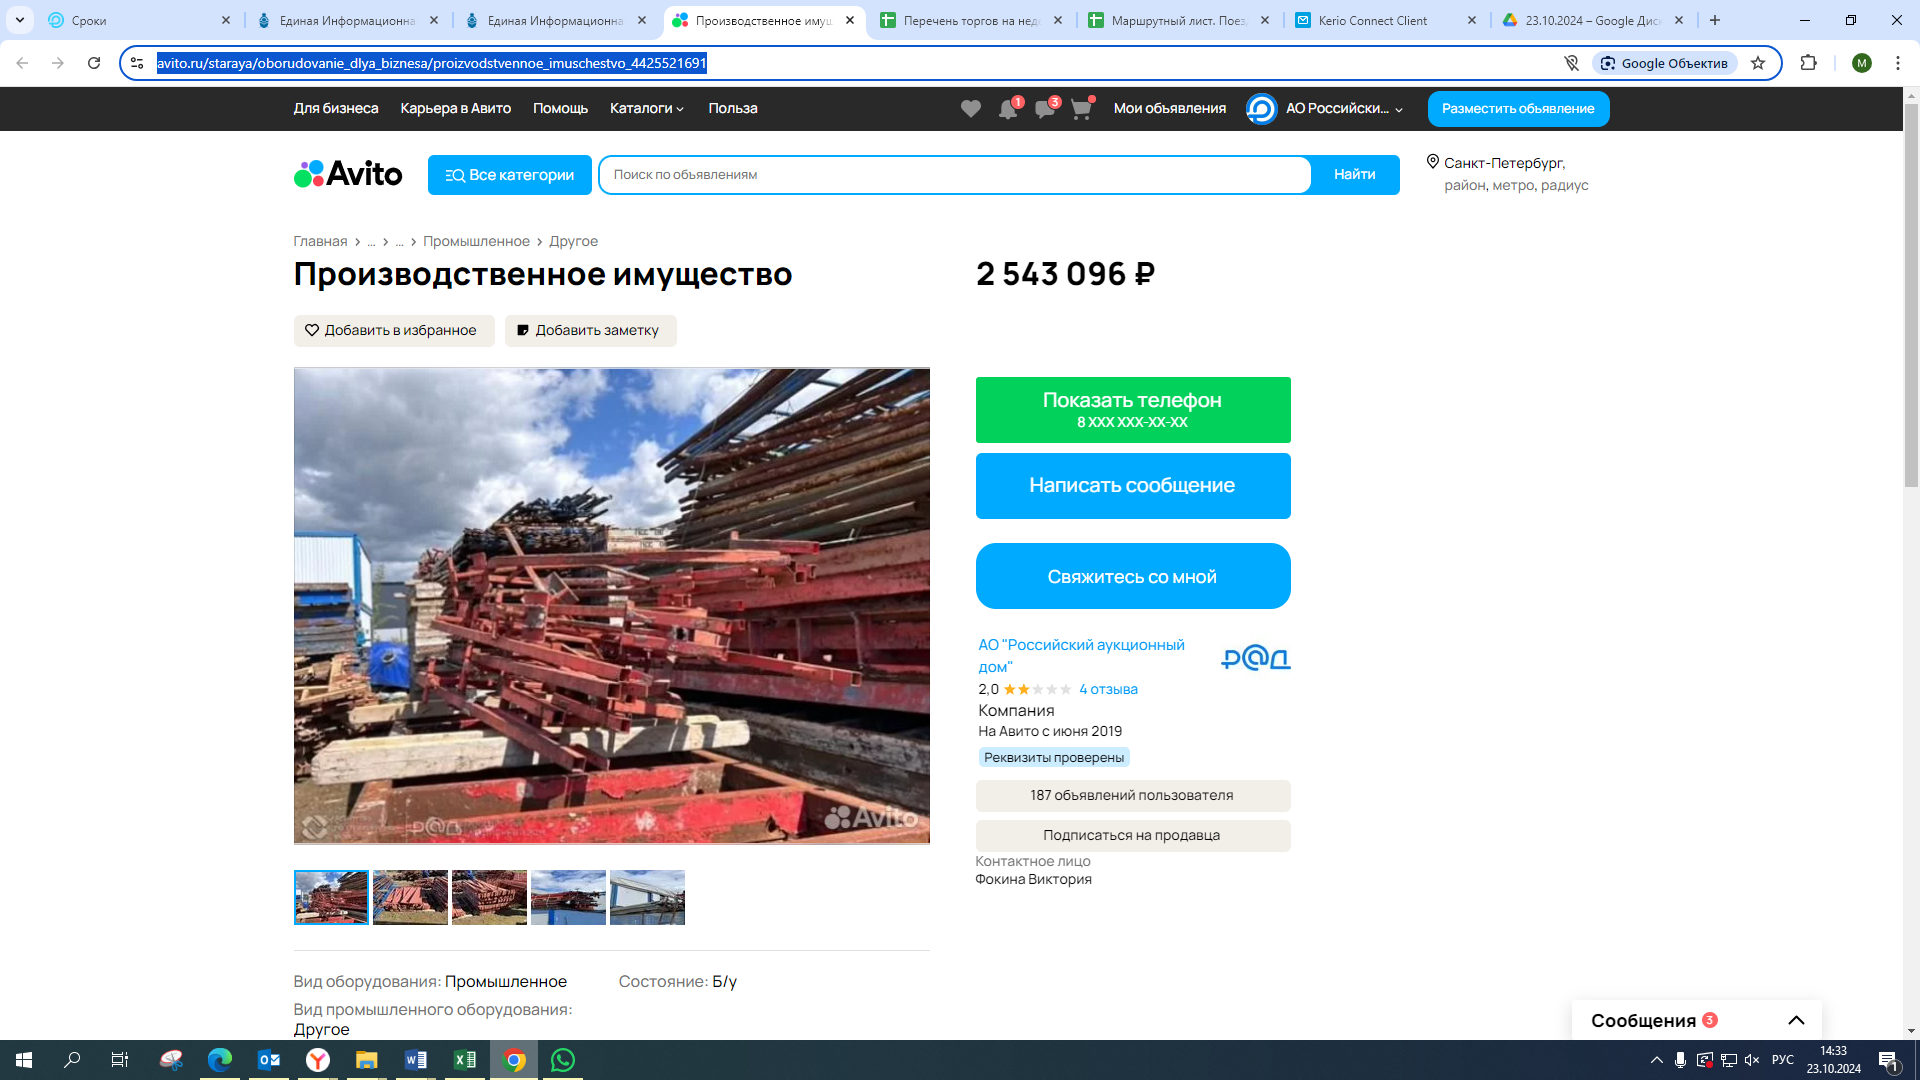 Сроки
Единая Информационна
Единая Информационна
Производственное имущ
Перечень торгов на неде
Маршрутный лист. Поезд
Kerio Connect Client
23.10.2024 – Google Диск
avito.ru/staraya/oborudovanie_dlya_biznesa/proizvodstvennoe_imuschestvo_4425521691
Google Объектив
M
Для бизнеса
Карьера в Авито
Помощь
Каталоги
Польза
1
3
Мои объявления
АО Российски...
Разместить объявление
Avito
Все категории
Поиск по объявлениям
Найти
Санкт-Петербург,
район, метро, радиус
Главная > ... > ... > Промышленное > Другое
Производственное имущество
2 543 096 ₽
Добавить в избранное
Добавить заметку
Показать телефон
8 XXX XXX-XX-XX
Написать сообщение
Свяжитесь со мной
АО "Российский аукционный
дом"
р@д
2,0
4 отзыва
Компания
На Авито с июня 2019
Реквизиты проверены
187 объявлений пользователя
Подписаться на продавца
Контактное лицо
Фокина Виктория
р@д
Avito
Вид оборудования: Промышленное
Состояние: Б/у
Вид промышленного оборудования:
Другое
Сообщения 3
РУС
14:33
23.10.2024
1